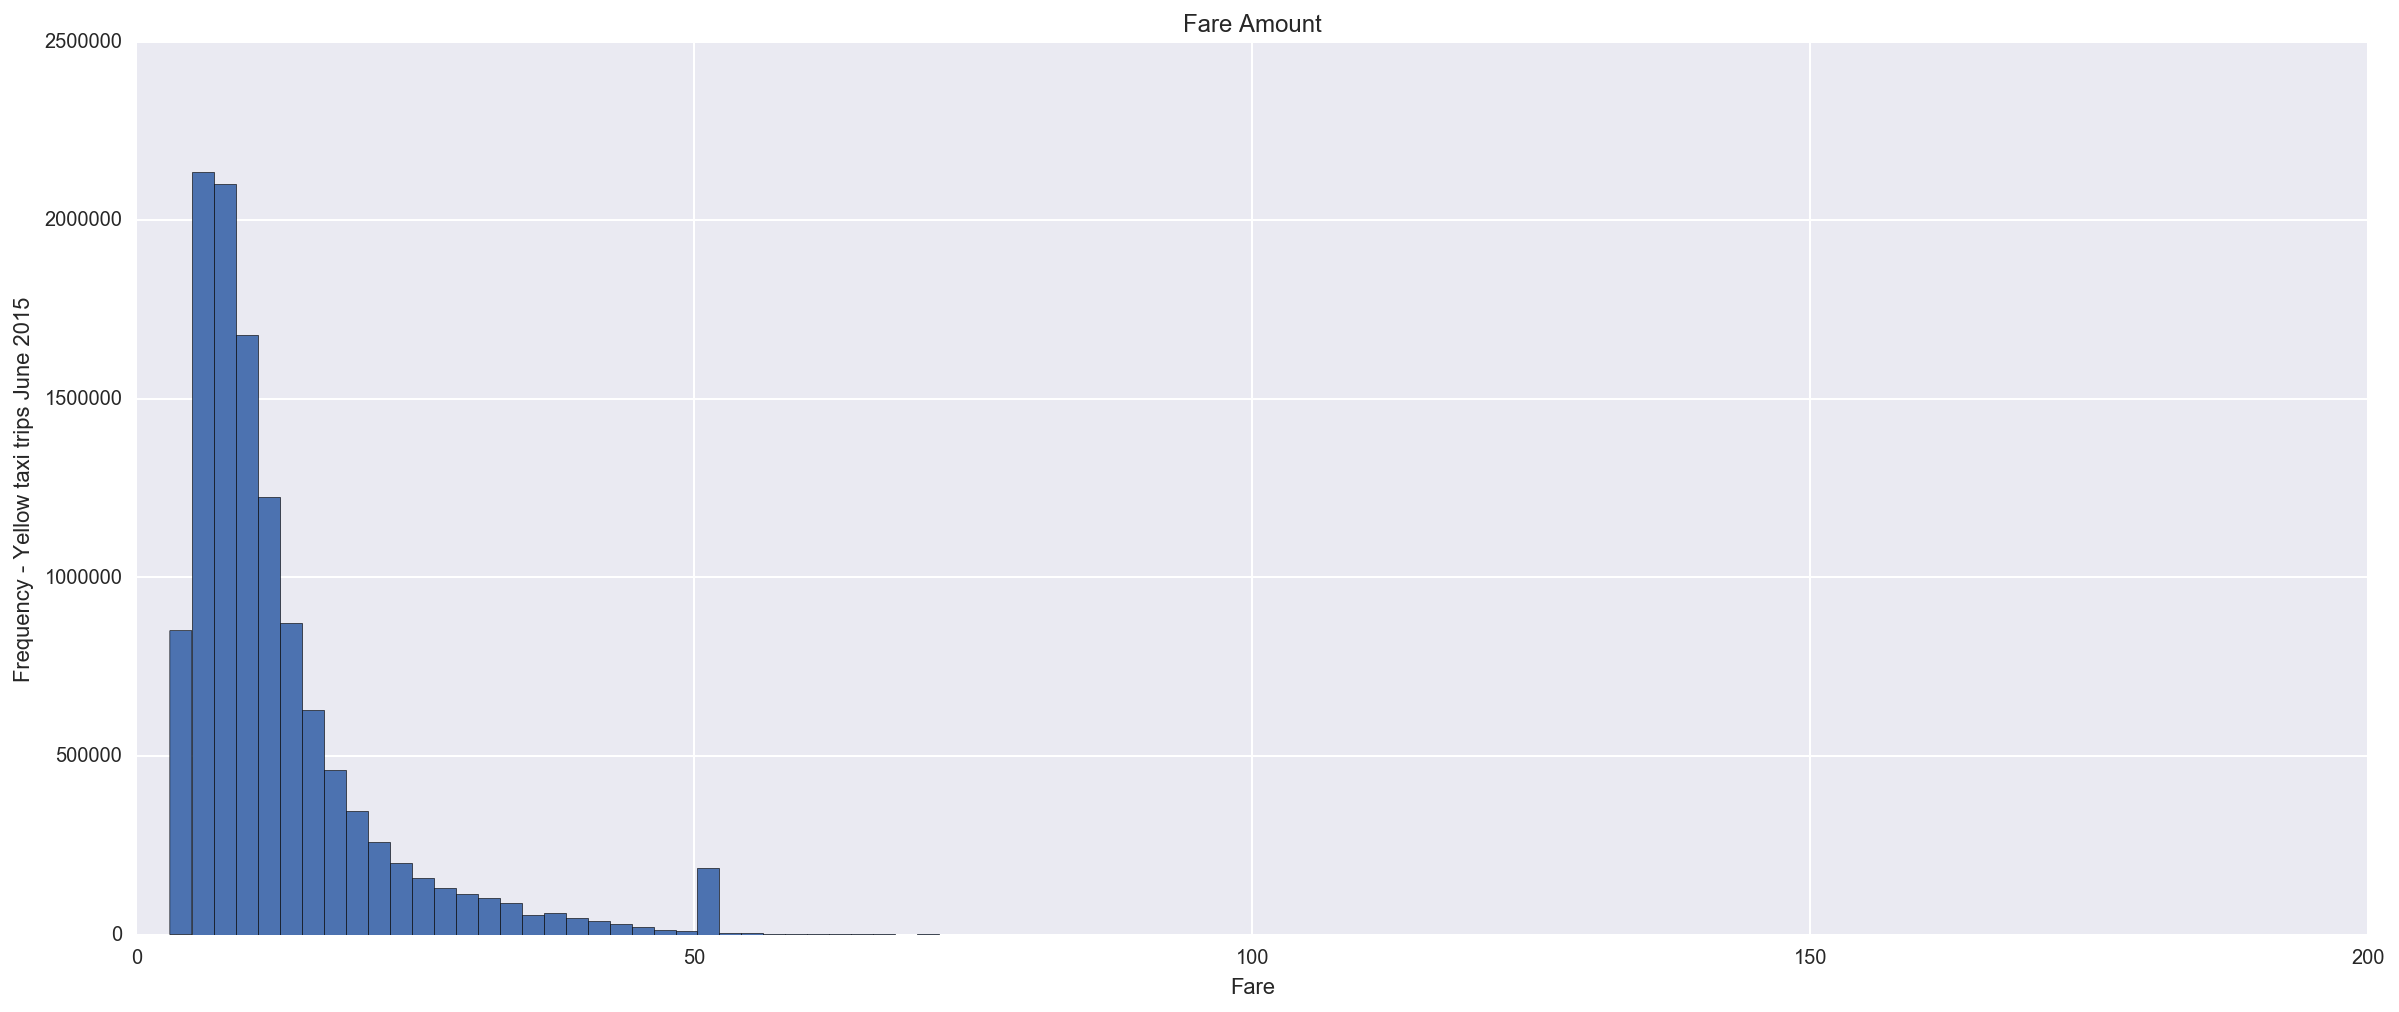 Fare Amount
2500000
2000000
1500000
1000000
500000
0
Frequency - Yellow taxi trips June 2015
0 50 100 150 200
Fare